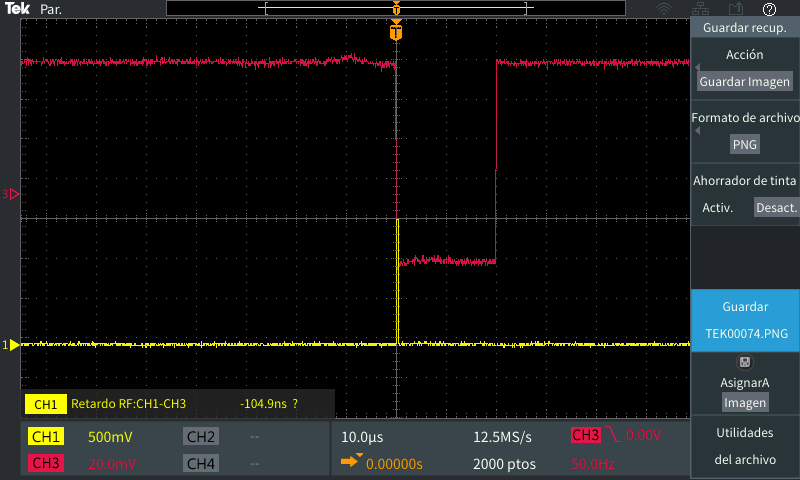 Tek Par.
T
?
T
Guardar recup.
Acción
Guardar Imagen
Formato de archivo
PNG
Ahorrador de tinta
Activ. Desact.
3
1
Guardar
TEK00074.PNG
AsignarA
Imagen
Utilidades
del archivo
CH1 Retardo RF:CH1-CH3 -104.9ns ?
CH1 500mV CH2 -- 10.0µs 12.5MS/s CH3 0.00V
CH3 20.0mV CH4 -- 0.00000s 2000 ptos 50.0Hz